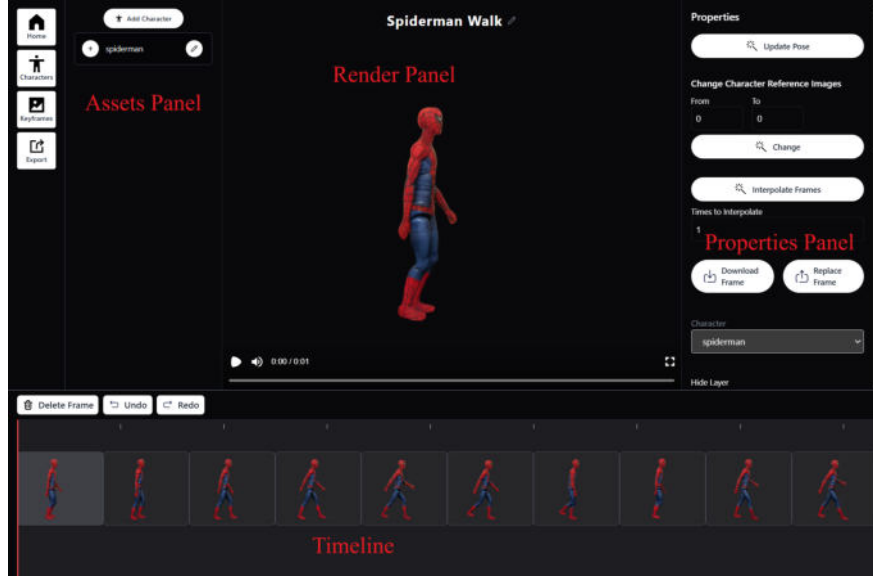 Home
Characters
Keyframes
Export
Add Character
spiderman
Assets Panel
Spiderman Walk
Render Panel
0:00 / 0:01
Properties
Update Pose
Change Character Reference Images
From To
0 0
Change
Interpolate Frames
Times to Interpolate
1
Properties Panel
Download Frame
Replace Frame
Character
spiderman
Hide Layer
Delete Frame Undo Redo
Timeline